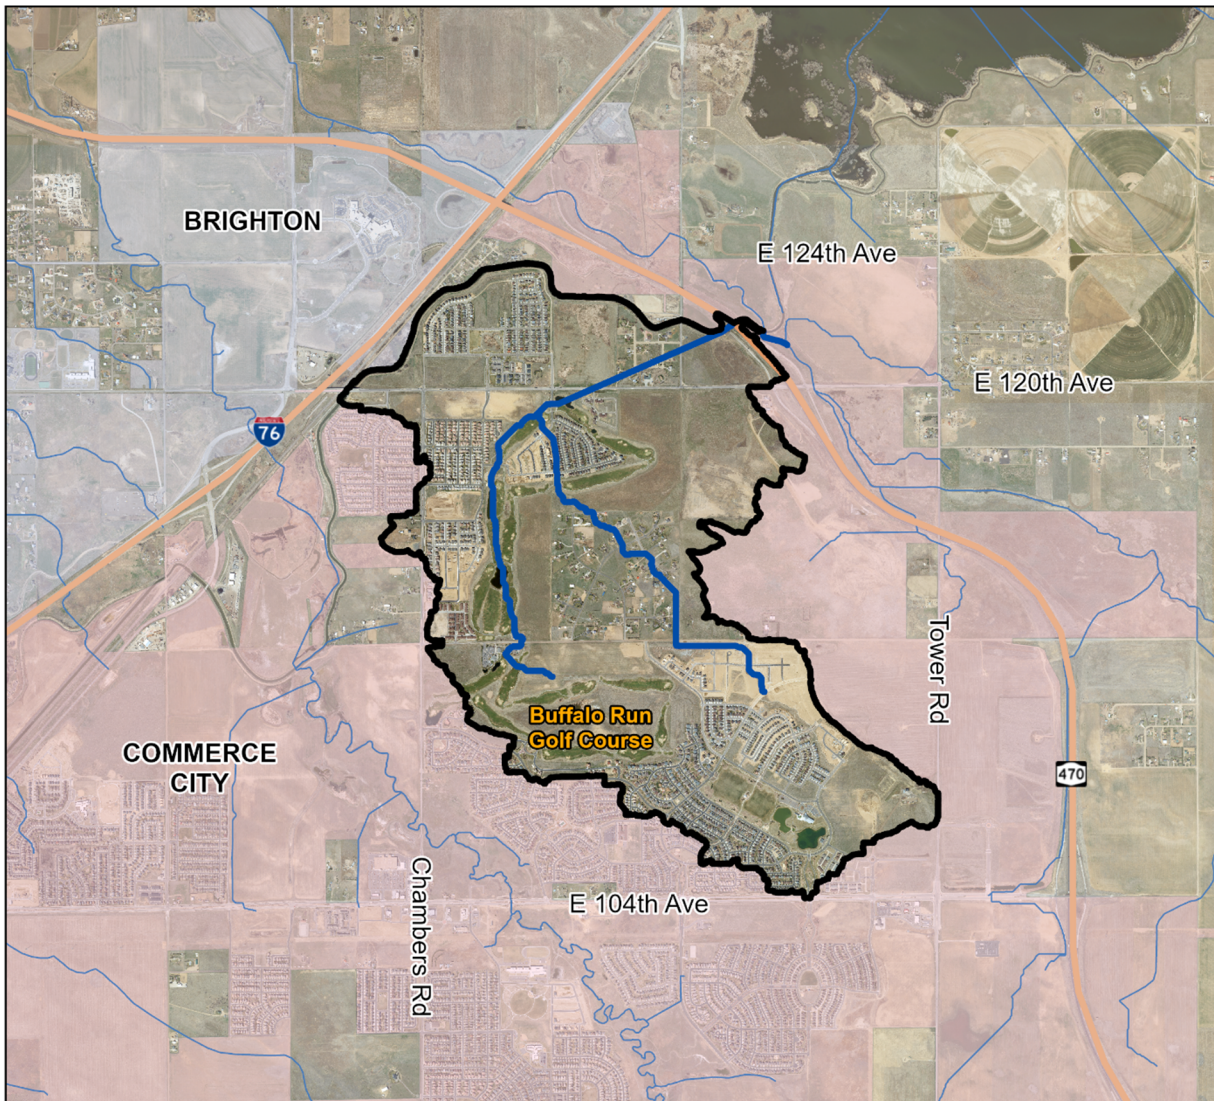 BRIGHTON
E 124th Ave
E 120th Ave
76
Tower Rd
Buffalo Run
Golf Course
COMMERCE
CITY
470
Chambers Rd
E 104th Ave